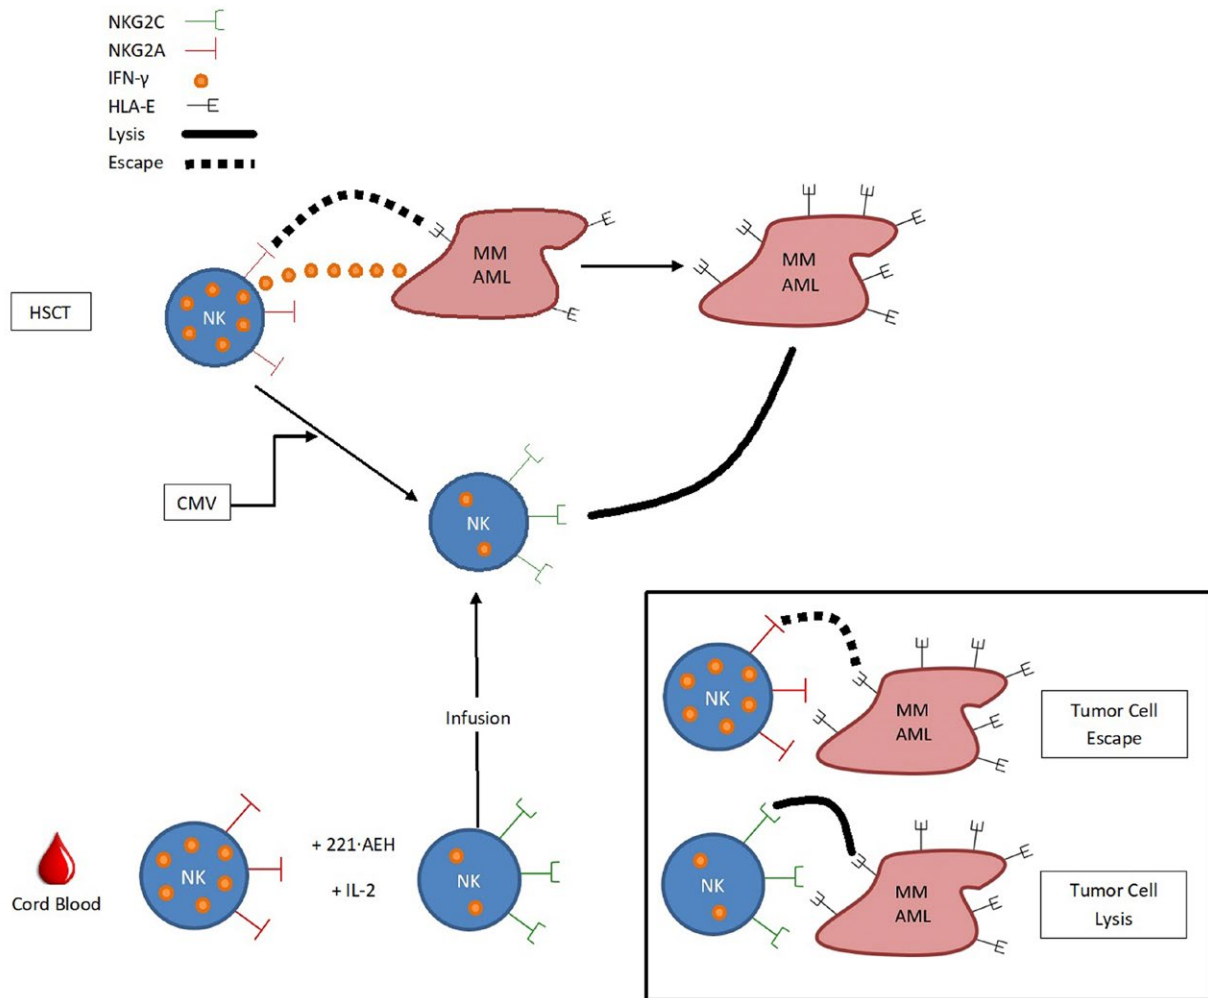 NKG2C
NKG2A
IFN-γ
HLA-E
Lysis
Escape
MM
AML
MM
AML
HSCT
NK
CMV
NK
Infusion
NK
MM
AML
Tumor Cell
Escape
Cord Blood
NK
+ 221·AEH
+ IL-2
NK
NK
MM
AML
Tumor Cell
Lysis